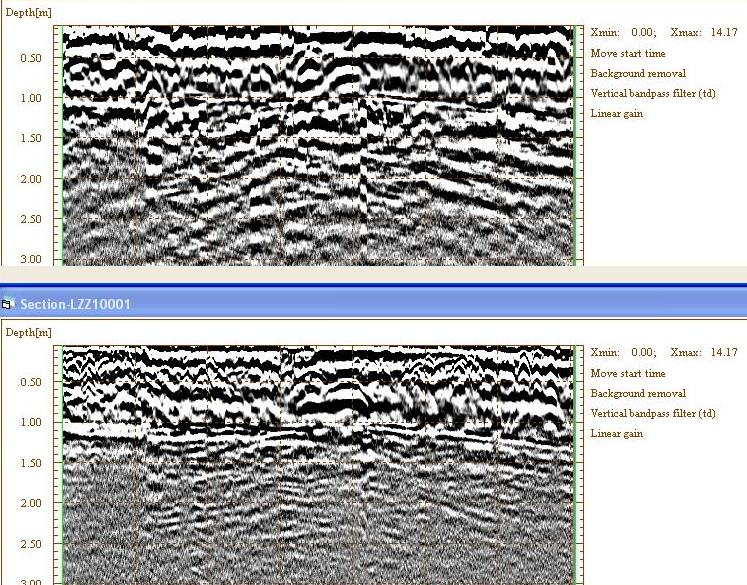 Depth[m]
Xmin: 0.00; Xmax: 14.17
Move start time
0.50
Background removal
Vertical bandpass filter (td)
1.00
Linear gain
1.50
2.00
2.50
3.00
Section-LZZ10001
Depth[m]
Xmin: 0.00; Xmax: 14.17
Move start time
0.50
Background removal
Vertical bandpass filter (td)
1.00
Linear gain
1.50
2.00
2.50
3.00